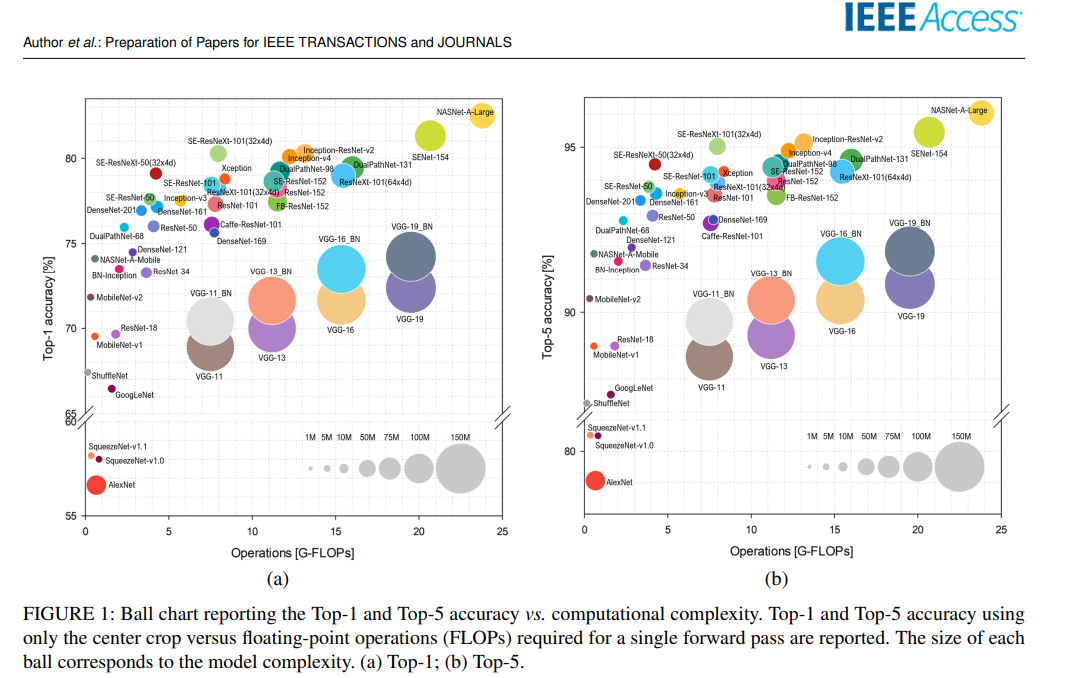 IEEE Access
Author et al.: Preparation of Papers for IEEE TRANSACTIONS and JOURNALS
Top-1 accuracy [%]
80
75
70
65
60
55
NASNet-A-Large
SE-ResNeXt-101(32x4d)
SENet-154
Inception-ResNet-v2
Inception-v4
SE-ResNeXt-50(32x4d)
Xception
DualPathNet-98
DualPathNet-131
SE-ResNet-101
SE-ResNet-152
ResNeXt-101(64x4d)
ResNeXt-101(32x4d)
ResNet-152
SE-ResNet-50
Inception-v3
ResNet-101
FB-ResNet-152
DenseNet-201
DenseNet-161
DualPathNet-68
ResNet-50
Caffe-ResNet-101
DenseNet-169
VGG-19_BN
VGG-16_BN
DenseNet-121
NASNet-A-Mobile
BN-Inception
ResNet-34
VGG-13_BN
VGG-11_BN
MobileNet-v2
VGG-19
ResNet-18
VGG-16
MobileNet-v1
VGG-13
ShuffleNet
VGG-11
GoogLeNet
1M 5M 10M 50M 75M 100M 150M
SqueezeNet-v1.1
SqueezeNet-v1.0
AlexNet
0 5 10 15 20 25
Operations [G-FLOPs]
(a)
Top-5 accuracy [%]
95
90
80
NASNet-A-Large
SE-ResNeXt-101(32x4d)
Inception-ResNet-v2
SENet-154
Inception-v4
SE-ResNeXt-50(32x4d)
DualPathNet-98
DualPathNet-131
SE-ResNet-101
Xception
SE-ResNet-152
ResNeXt-101(64x4d)
ResNet-152
ResNeXt-101(32x4d)
SE-ResNet-50
Inception-v3
ResNet-101
FB-ResNet-152
DenseNet-201
DenseNet-161
ResNet-50
DenseNet-169
DualPathNet-68
Caffe-ResNet-101
DenseNet-121
VGG-19_BN
VGG-16_BN
NASNet-A-Mobile
BN-Inception
ResNet-34
VGG-13_BN
VGG-11_BN
MobileNet-v2
VGG-19
VGG-16
ResNet-18
MobileNet-v1
VGG-13
VGG-11
GoogLeNet
ShuffleNet
SqueezeNet-v1.1
SqueezeNet-v1.0
1M 5M 10M 50M 75M 100M 150M
AlexNet
0 5 10 15 20 25
Operations [G-FLOPs]
(b)
FIGURE 1: Ball chart reporting the Top-1 and Top-5 accuracy vs. computational complexity. Top-1 and Top-5 accuracy using
only the center crop versus floating-point operations (FLOPs) required for a single forward pass are reported. The size of each
ball corresponds to the model complexity. (a) Top-1; (b) Top-5.